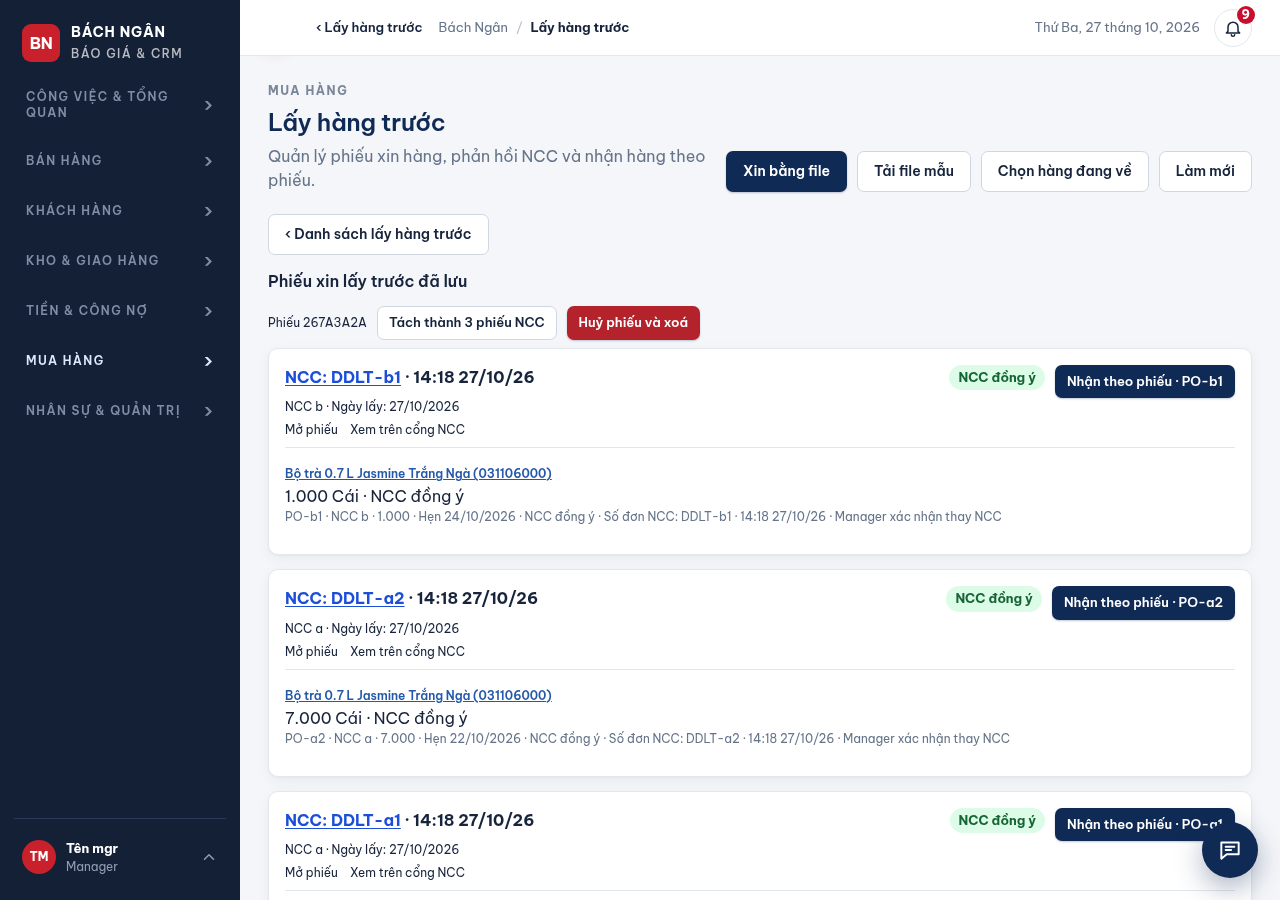 BN
BÁCH NGÂN
BÁO GIÁ & CRM
CÔNG VIỆC & TỔNG
QUAN
BÁN HÀNG
KHÁCH HÀNG
KHO & GIAO HÀNG
TIỀN & CÔNG NỢ
MUA HÀNG
NHÂN SỰ & QUẢN TRỊ
TM
Tên mgr
Manager
‹ Lấy hàng trước
Bách Ngân / Lấy hàng trước
Thứ Ba, 27 tháng 10, 2026
9
MUA HÀNG
Lấy hàng trước
Quản lý phiếu xin hàng, phản hồi NCC và nhận hàng theo
phiếu.
Xin bằng file
Tải file mẫu
Chọn hàng đang về
Làm mới
‹ Danh sách lấy hàng trước
Phiếu xin lấy trước đã lưu
Phiếu 267A3A2A
Tách thành 3 phiếu NCC
Huỷ phiếu và xoá
NCC: DDLT-b1 · 14:18 27/10/26
NCC đồng ý
Nhận theo phiếu · PO-b1
NCC b · Ngày lấy: 27/10/2026
Mở phiếu Xem trên cổng NCC
Bộ trà 0.7 L Jasmine Trắng Ngà (031106000)
1.000 Cái · NCC đồng ý
PO-b1 · NCC b · 1.000 · Hẹn 24/10/2026 · NCC đồng ý · Số đơn NCC: DDLT-b1 · 14:18 27/10/26 · Manager xác nhận thay NCC
NCC: DDLT-a2 · 14:18 27/10/26
NCC đồng ý
Nhận theo phiếu · PO-a2
NCC a · Ngày lấy: 27/10/2026
Mở phiếu Xem trên cổng NCC
Bộ trà 0.7 L Jasmine Trắng Ngà (031106000)
7.000 Cái · NCC đồng ý
PO-a2 · NCC a · 7.000 · Hẹn 22/10/2026 · NCC đồng ý · Số đơn NCC: DDLT-a2 · 14:18 27/10/26 · Manager xác nhận thay NCC
NCC: DDLT-a1 · 14:18 27/10/26
NCC đồng ý
Nhận theo phiếu · PO-a1
NCC a · Ngày lấy: 27/10/2026
Mở phiếu Xem trên cổng NCC